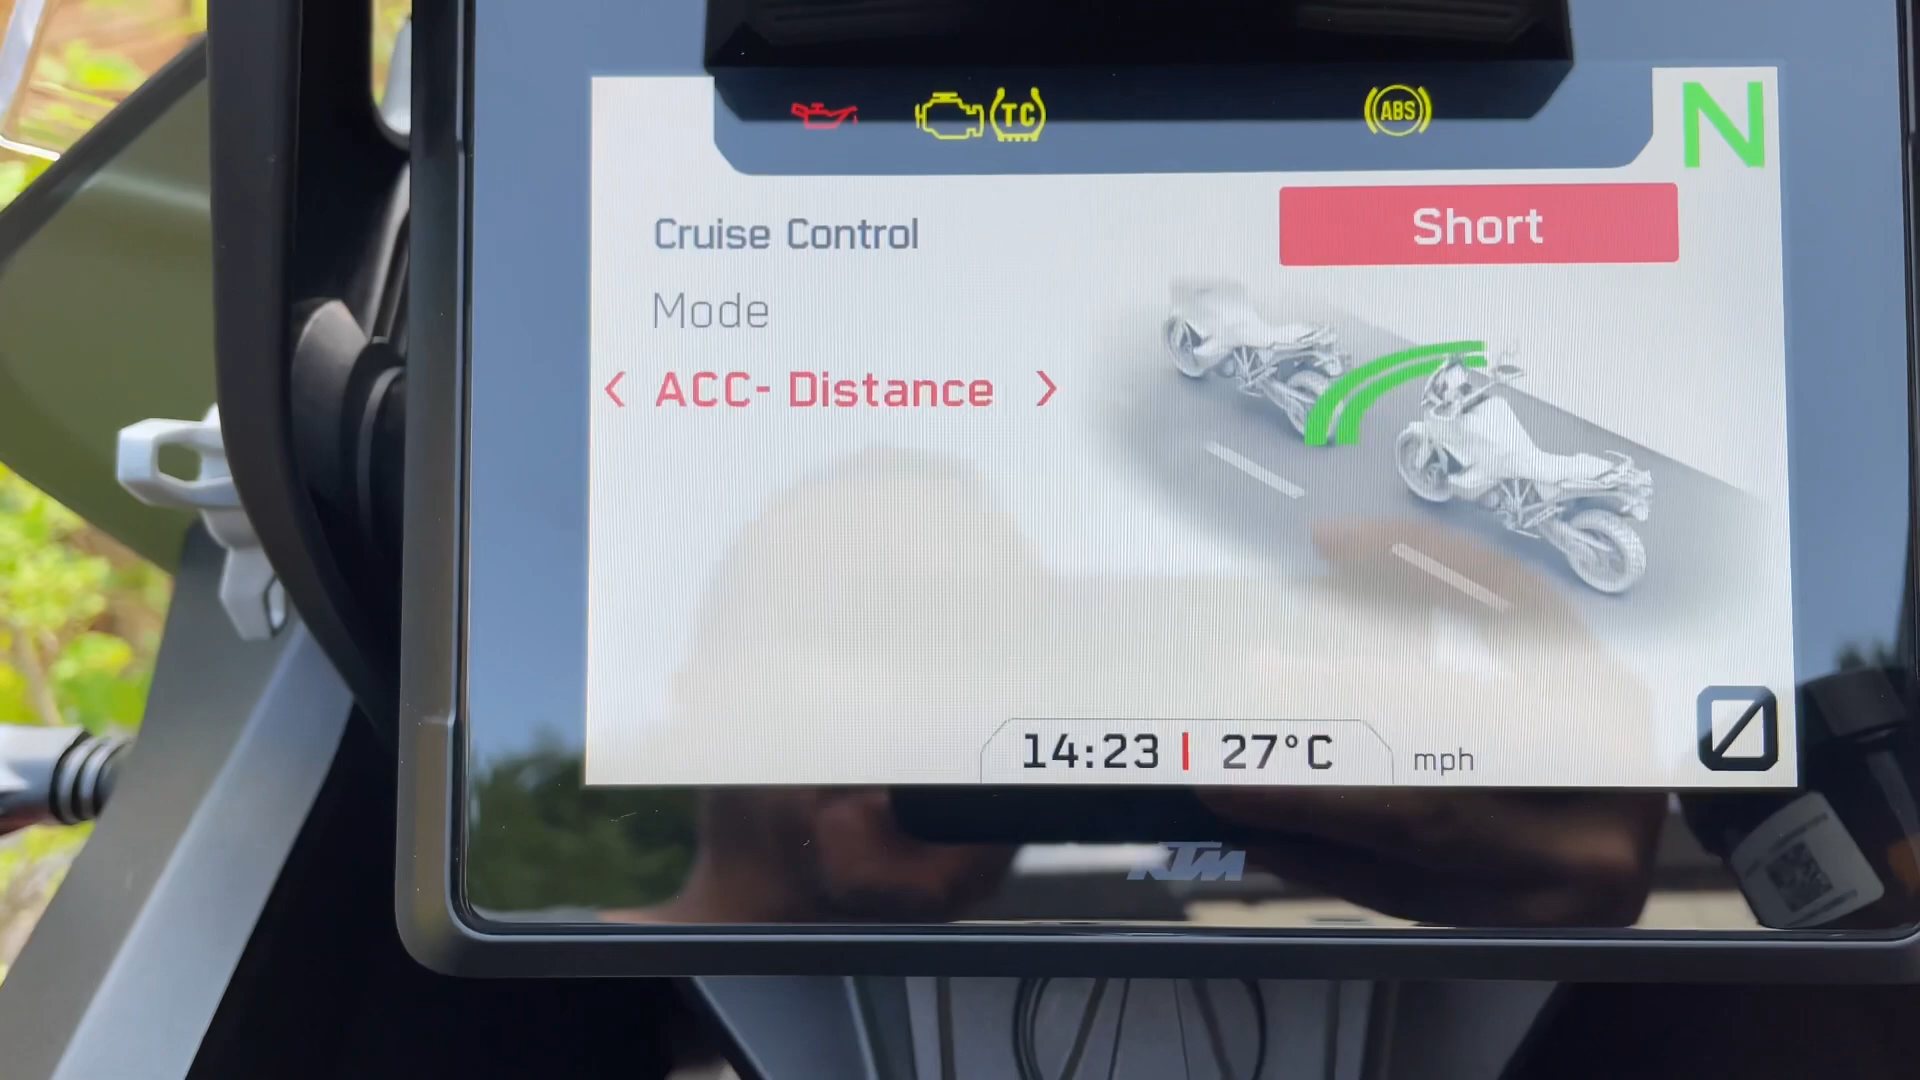 TC
ABS
N
Cruise Control
Short
Mode
< ACC- Distance >
14:23 | 27°C
mph
KTM